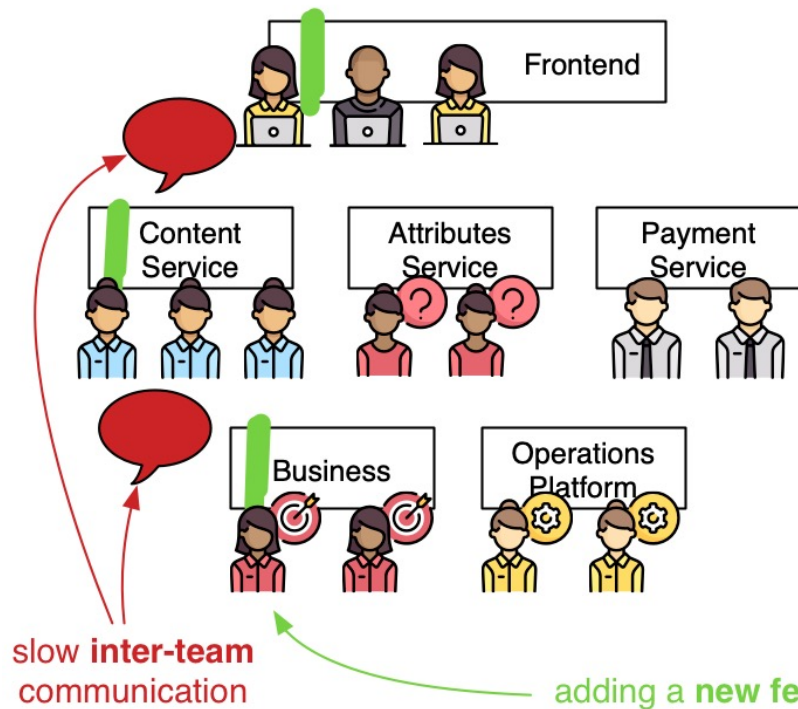 Frontend
Content
Service
Attributes
Service
Payment
Service
?
?
Business
Operations
Platform
slow inter-team
communication
adding a new fe